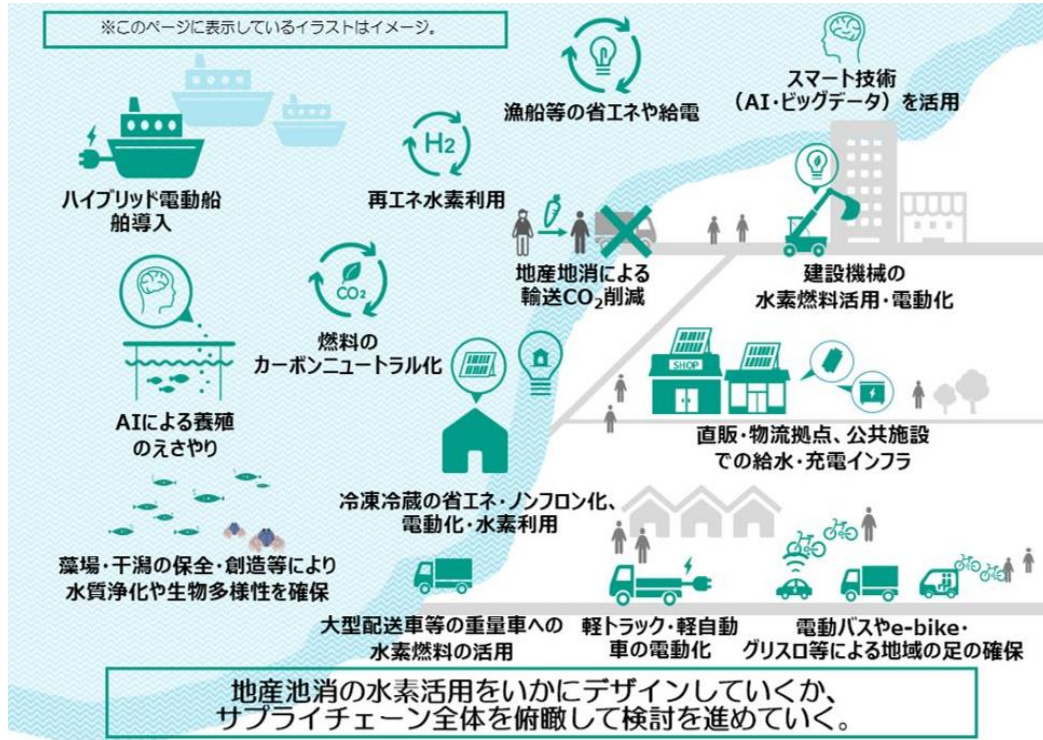 ※このページに表示しているイラストはイメージ。
スマート技術
(AI・ビッグデータ)を活用
漁船等の省エネや給電
H2
ハイブリッド電動船
舶導入
再エネ水素利用
地産地消による
輸送CO2削減
建設機械の
水素燃料活用・電動化
CO2
燃料の
カーボンニュートラル化
SHOP
AIによる養殖
のえさやり
直販・物流拠点、公共施設
での給水・充電インフラ
冷凍冷蔵の省エネ・ノンフロン化、
電動化・水素利用
藻場・干潟の保全・創造等により
水質浄化や生物多様性を確保
大型配送車等の重量車への
水素燃料の活用
軽トラック・軽自動
車の電動化
電動バスやe-bike・
グリスロ等による地域の足の確保
地産池消の水素活用をいかにデザインしていくか、
サプライチェーン全体を俯瞰して検討を進めていく。